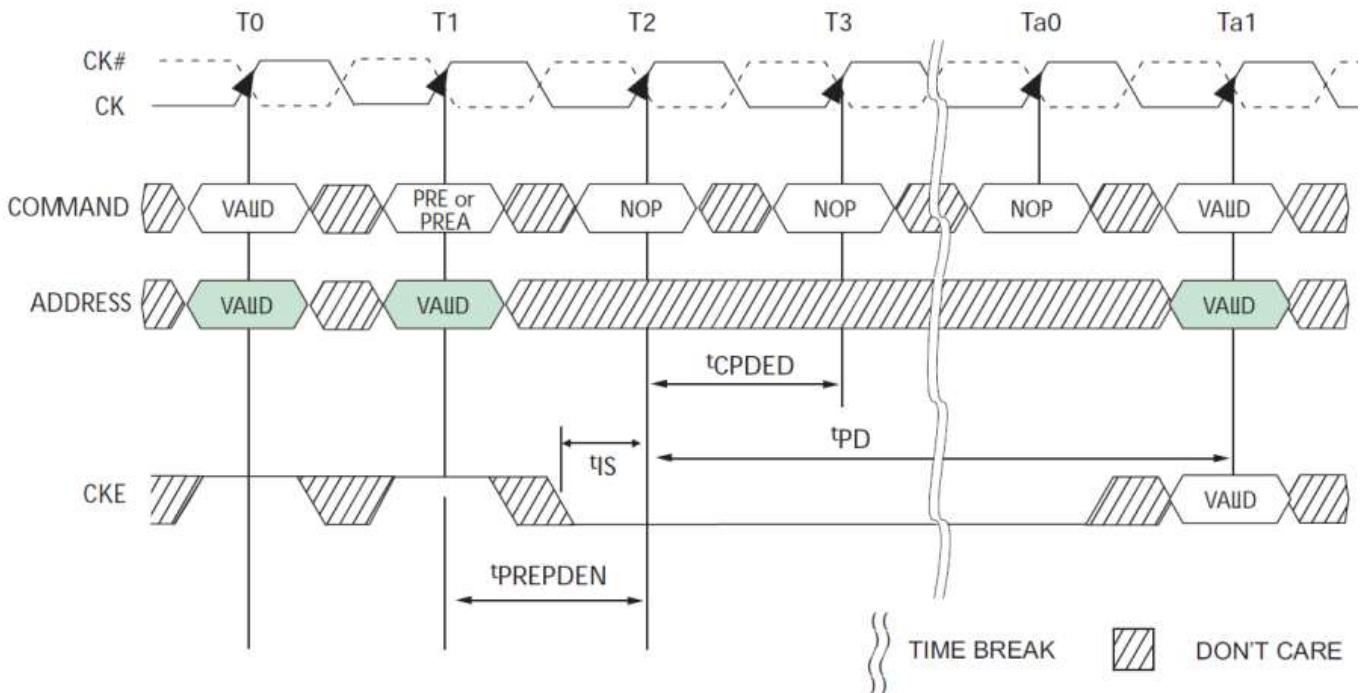 T0 T1 T2 T3 Ta0 Ta1
CK#
CK
COMMAND VALID PRE or PREA NOP NOP NOP VALID
ADDRESS VALID VALID VALID
tCPDED
tPD
tIS
CKE VALID
tPREPDEN
TIME BREAK DON'T CARE